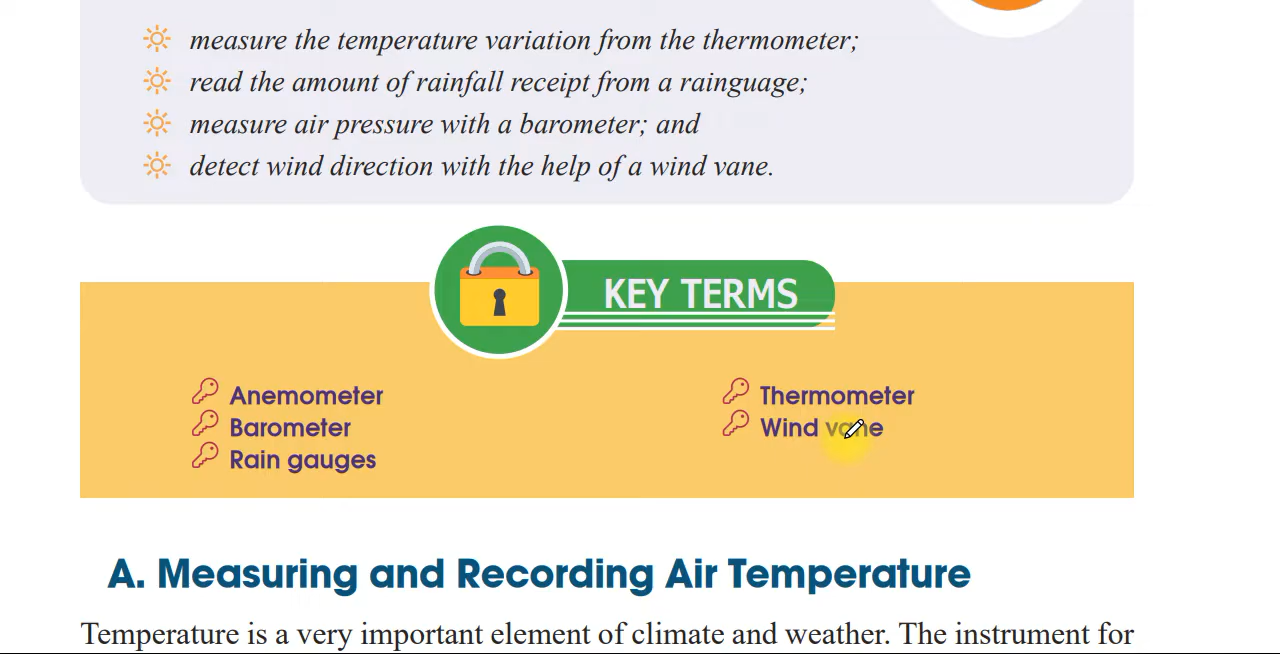 measure the temperature variation from the thermometer;
read the amount of rainfall receipt from a rainguage;
measure air pressure with a barometer; and
detect wind direction with the help of a wind vane.
KEY TERMS
Anemometer
Barometer
Rain gauges
Thermometer
Wind vane
A. Measuring and Recording Air Temperature
Temperature is a very important element of climate and weather. The instrument for